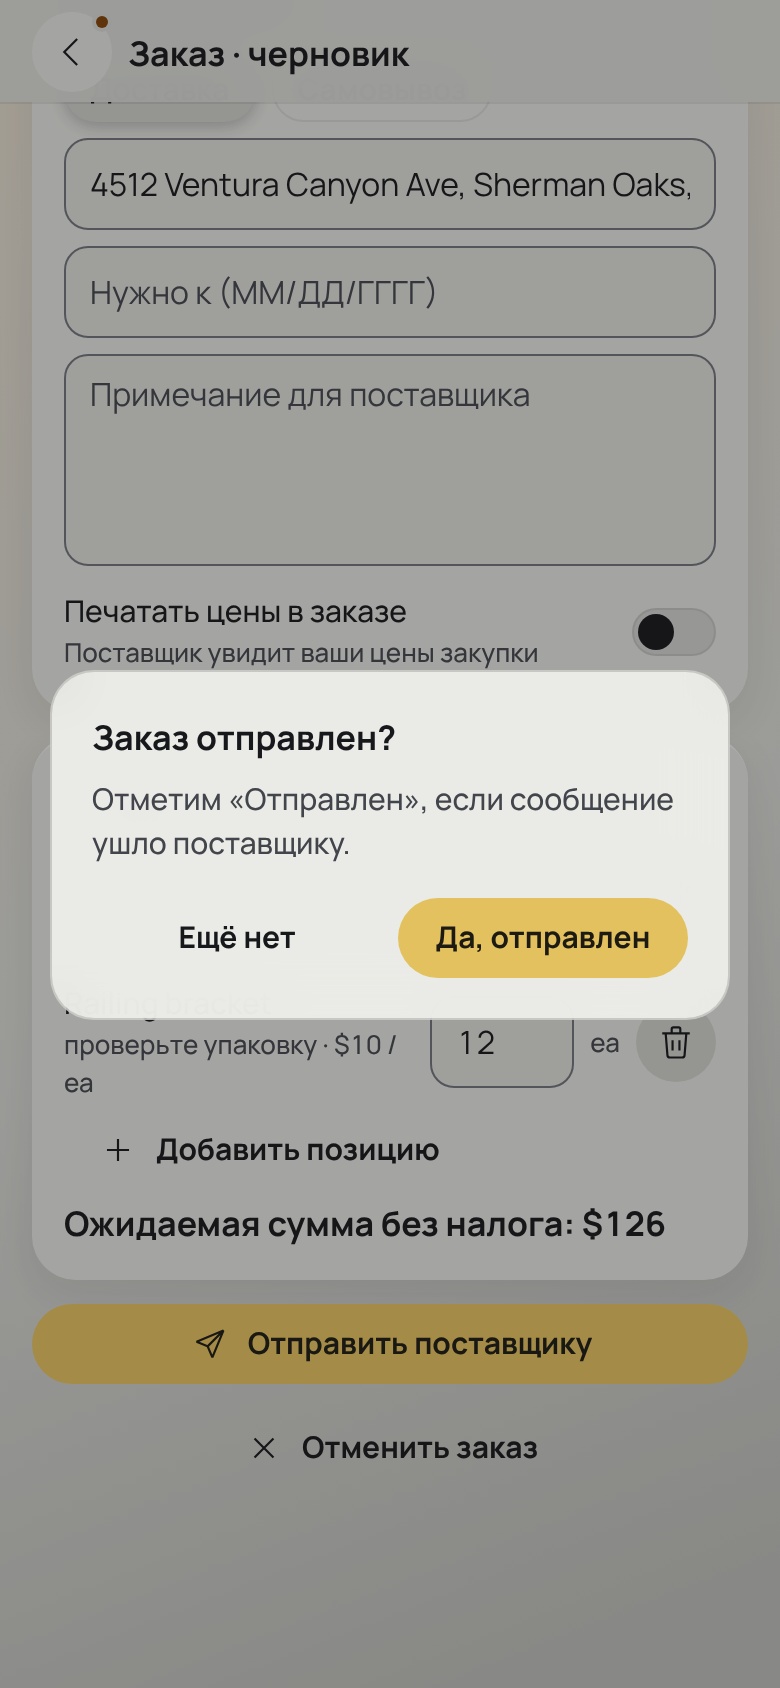 Заказ · черновик
4512 Ventura Canyon Ave, Sherman Oaks,
Нужно к (ММ/ДД/ГГГГ)
Примечание для поставщика
Печатать цены в заказе
Поставщик увидит ваши цены закупки
Заказ отправлен?
Отметим «Отправлен», если сообщение
ушло поставщику.
Ещё нет
Да, отправлен
Railing bracket
проверьте упаковку · $10 /
ea
12
ea
Добавить позицию
Ожидаемая сумма без налога: $126
Отправить поставщику
Отменить заказ